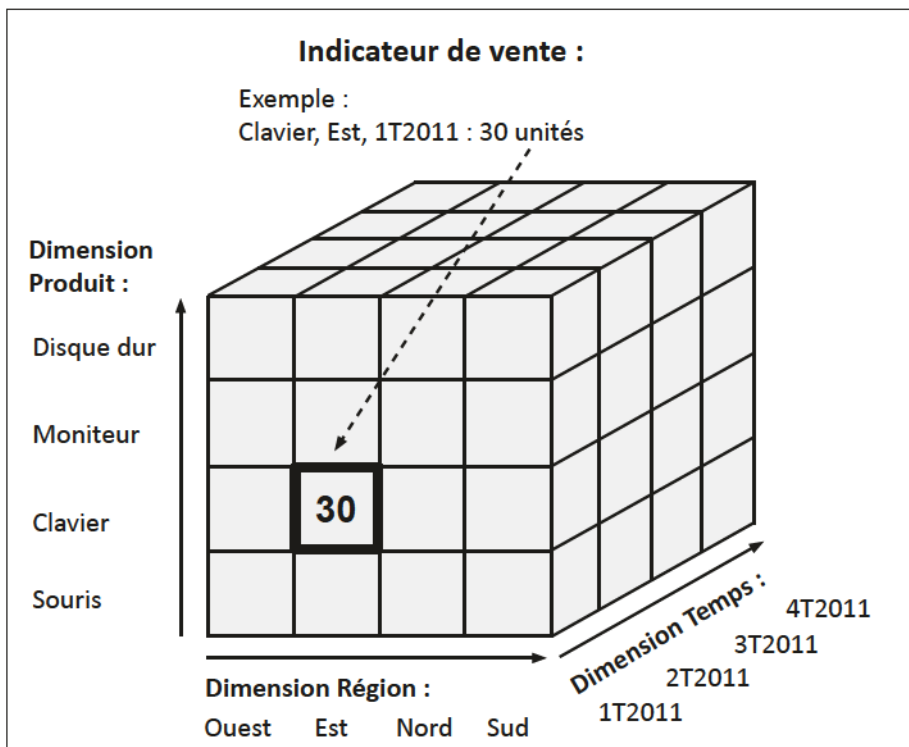 Indicateur de vente :
Exemple :
Clavier, Est, 1T2011 : 30 unités
Dimension
Produit :
Disque dur
Moniteur
Clavier
Souris
30
Dimension Temps :
4T2011
3T2011
2T2011
1T2011
Dimension Région :
Ouest Est Nord Sud